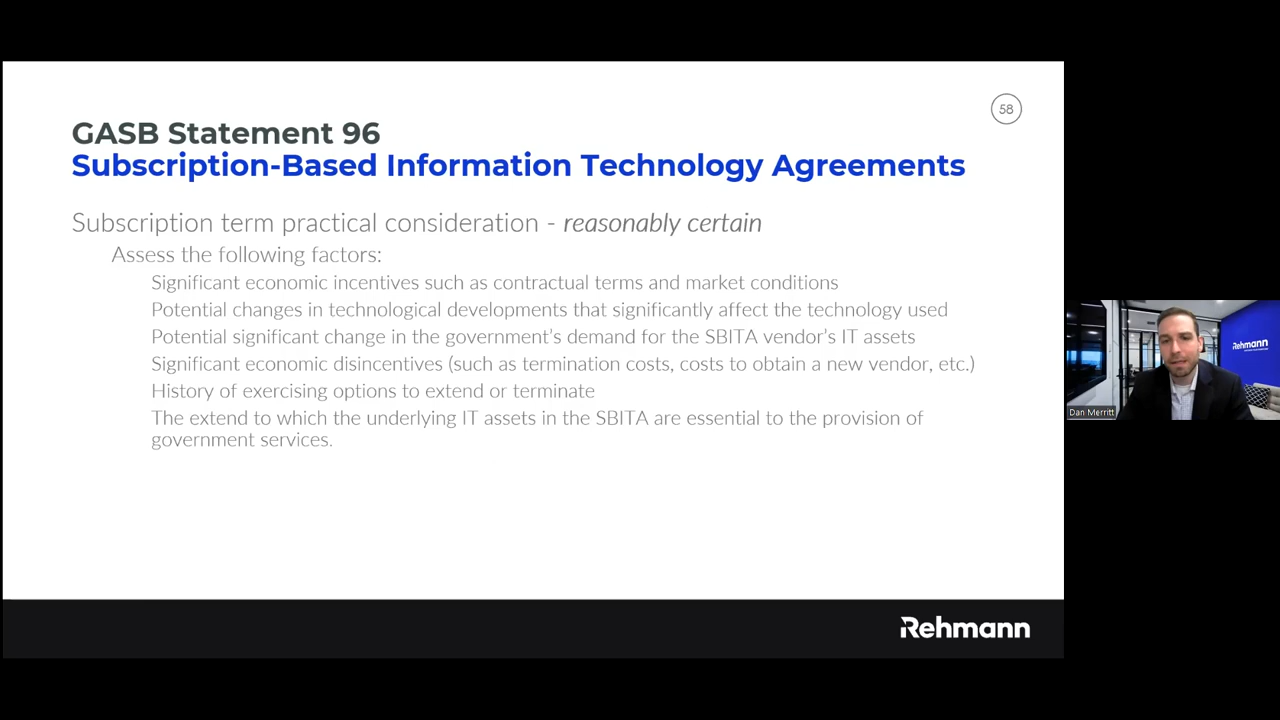 58
GASB Statement 96
Subscription-Based Information Technology Agreements
Subscription term practical consideration - reasonably certain
Assess the following factors:
Significant economic incentives such as contractual terms and market conditions
Potential changes in technological developments that significantly affect the technology used
Potential significant change in the government's demand for the SBITA vendor's IT assets
Significant economic disincentives (such as termination costs, costs to obtain a new vendor, etc.)
History of exercising options to extend or terminate
The extend to which the underlying IT assets in the SBITA are essential to the provision of
government services.
Rehmann
Rehmann
Dan Merritt